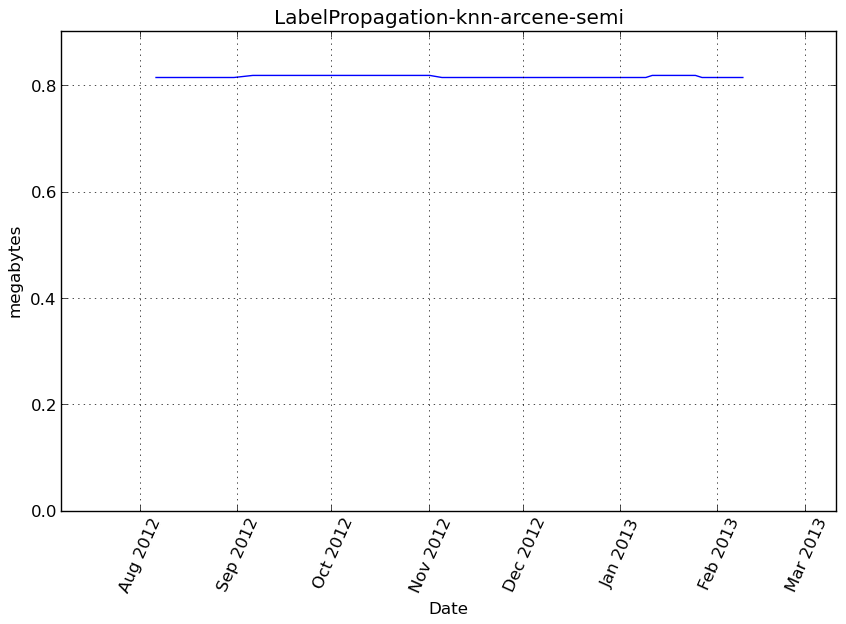 LabelPropagation-knn-arcene-semi
0.8
0.6
0.4
0.2
0.0
megabytes
Aug 2012
Sep 2012
Oct 2012
Nov 2012
Dec 2012
Jan 2013
Feb 2013
Mar 2013
Date